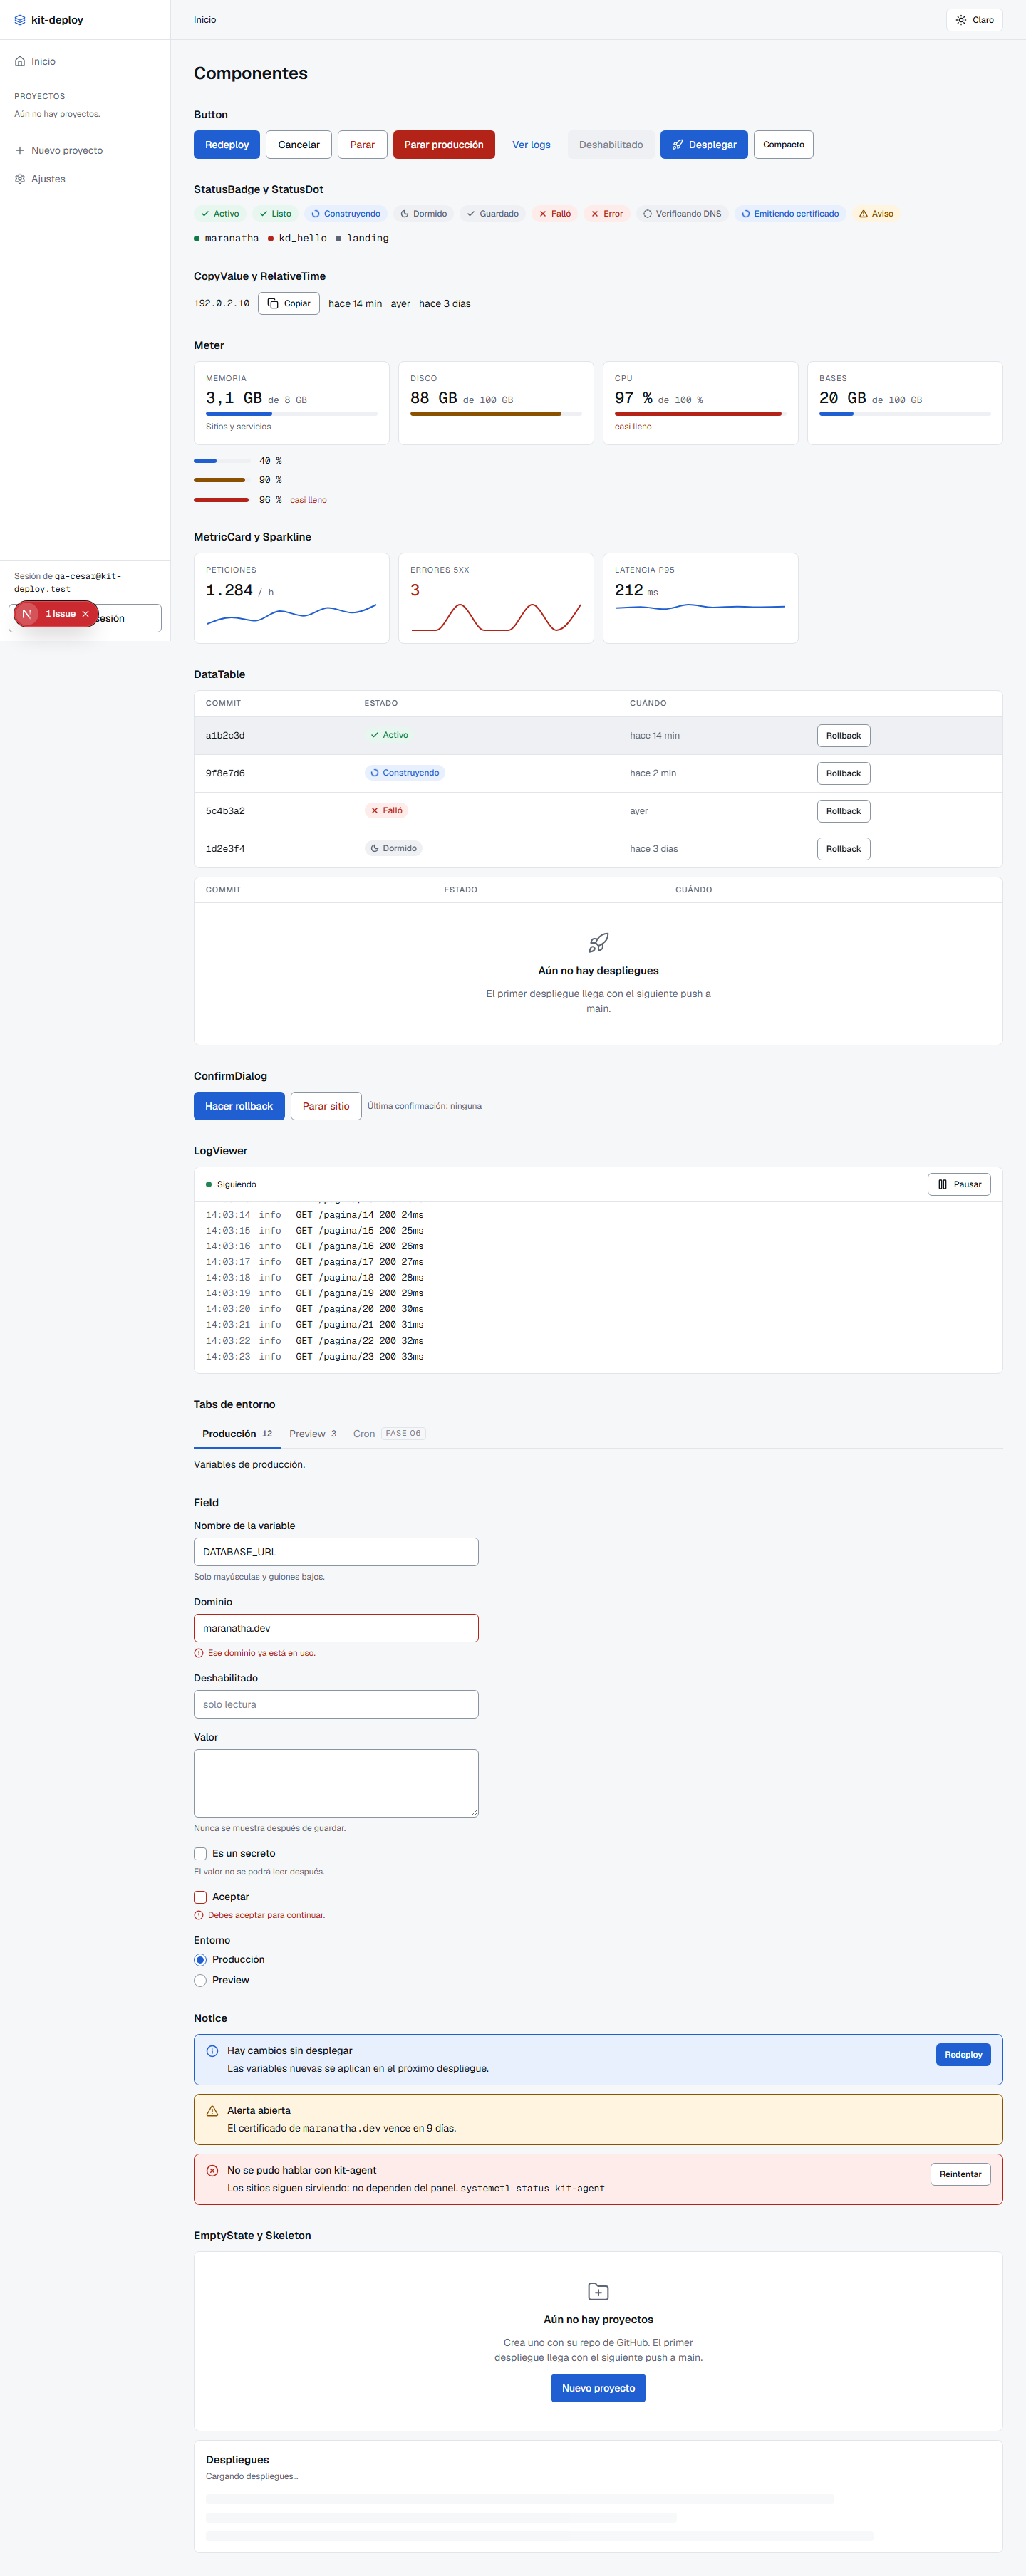 kit-deploy
Inicio
PROYECTOS
Aún no hay proyectos.
Nuevo proyecto
Ajustes
Sesión de qa-cesar@kit-
deploy.test
1 Issue
esión
Inicio
Claro
Componentes
Button
Redeploy Cancelar Parar Parar producción Ver logs Deshabilitado Desplegar Compacto
StatusBadge y StatusDot
Activo Listo Construyendo Dormido Guardado Falló Error Verificando DNS Emitiendo certificado Aviso
maranatha kd_hello landing
CopyValue y RelativeTime
192.0.2.10 Copiar hace 14 min ayer hace 3 días
Meter
MEMORIA
3,1 GB de 8 GB
Sitios y servicios
DISCO
88 GB de 100 GB
CPU
97 % de 100 %
casi lleno
BASES
20 GB de 100 GB
40 %
90 %
96 % casi lleno
MetricCard y Sparkline
PETICIONES
1.284 / h
ERRORES 5XX
3
LATENCIA P95
212 ms
DataTable
COMMIT ESTADO CUÁNDO
a1b2c3d Activo hace 14 min Rollback
9f8e7d6 Construyendo hace 2 min Rollback
5c4b3a2 Falló ayer Rollback
1d2e3f4 Dormido hace 3 días Rollback
COMMIT ESTADO CUÁNDO
Aún no hay despliegues
El primer despliegue llega con el siguiente push a
main.
ConfirmDialog
Hacer rollback Parar sitio Última confirmación: ninguna
LogViewer
Siguiendo Pausar
14:03:14 info GET /pagina/14 200 24ms
14:03:15 info GET /pagina/15 200 25ms
14:03:16 info GET /pagina/16 200 26ms
14:03:17 info GET /pagina/17 200 27ms
14:03:18 info GET /pagina/18 200 28ms
14:03:19 info GET /pagina/19 200 29ms
14:03:20 info GET /pagina/20 200 30ms
14:03:21 info GET /pagina/21 200 31ms
14:03:22 info GET /pagina/22 200 32ms
14:03:23 info GET /pagina/23 200 33ms
Tabs de entorno
Producción 12 Preview 3 Cron FASE 06
Variables de producción.
Field
Nombre de la variable
DATABASE_URL
Solo mayúsculas y guiones bajos.
Dominio
maranatha.dev
Ese dominio ya está en uso.
Deshabilitado
solo lectura
Valor
Nunca se muestra después de guardar.
Es un secreto
El valor no se podrá leer después.
Aceptar
Debes aceptar para continuar.
Entorno
Producción
Preview
Notice
Hay cambios sin desplegar
Las variables nuevas se aplican en el próximo despliegue.
Redeploy
Alerta abierta
El certificado de maranatha.dev vence en 9 días.
No se pudo hablar con kit-agent
Los sitios siguen sirviendo: no dependen del panel. systemctl status kit-agent
Reintentar
EmptyState y Skeleton
Aún no hay proyectos
Crea uno con su repo de GitHub. El primer
despliegue llega con el siguiente push a main.
Nuevo proyecto
Despliegues
Cargando despliegues…